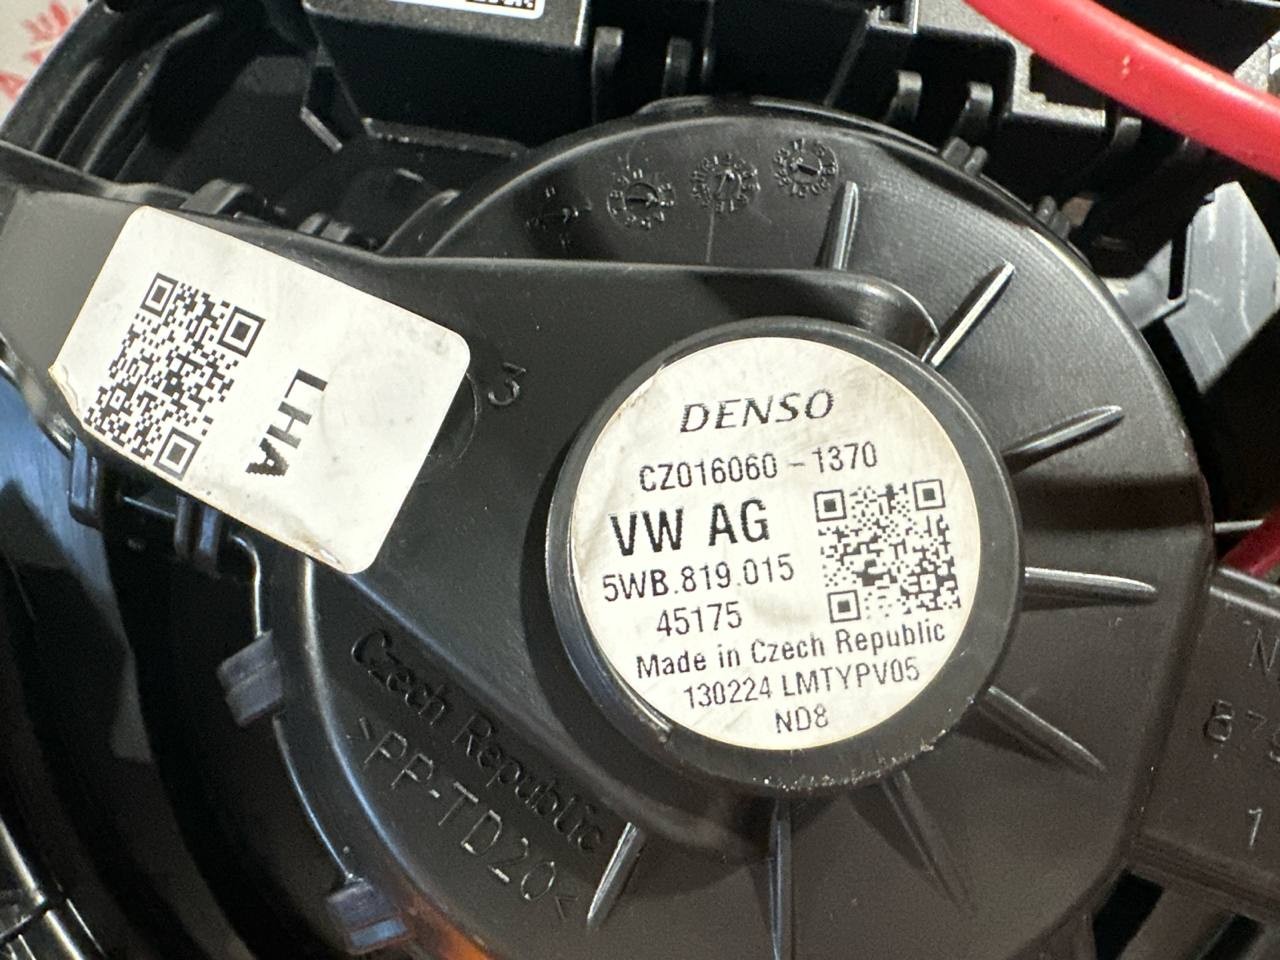 LHA
3
DENSO
CZ016060-1370
VW AG
5WB.819.015
45175
Made in Czech Republic
130224 LMTYPV05
ND8
Czech Republic
>PP-TD20<
1